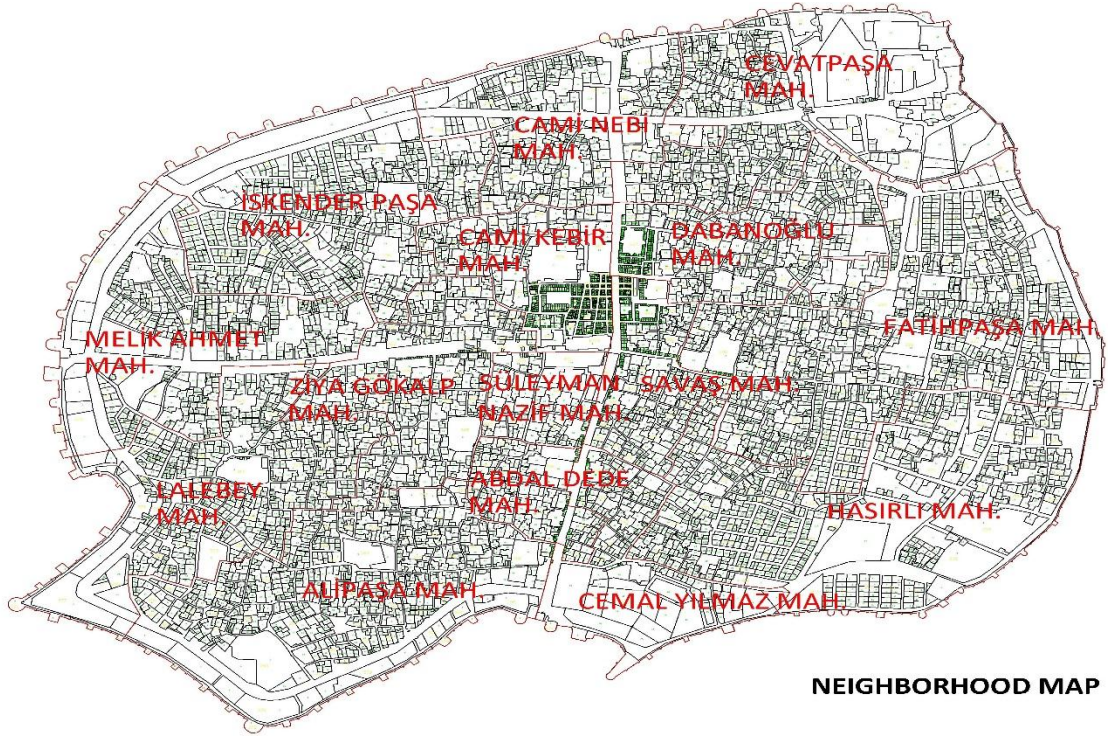 CEVATPAŞA
MAH.
CAMİ NEBİ
MAH.
İSKENDER PAŞA
MAH.
CAMİ KEBİR
MAH.
DABANOĞLU
MAH.
FATİHPAŞA MAH.
MELİK AHMET
MAH.
ZİYA GÖKALP
MAH.
SÜLEYMAN
NAZİF MAH.
SAVAŞ MAH.
LALEBEY
MAH.
ABDAL DEDE
MAH.
HASIRLI MAH.
ALİPAŞA MAH.
CEMAL YILMAZ MAH.
NEIGHBORHOOD MAP